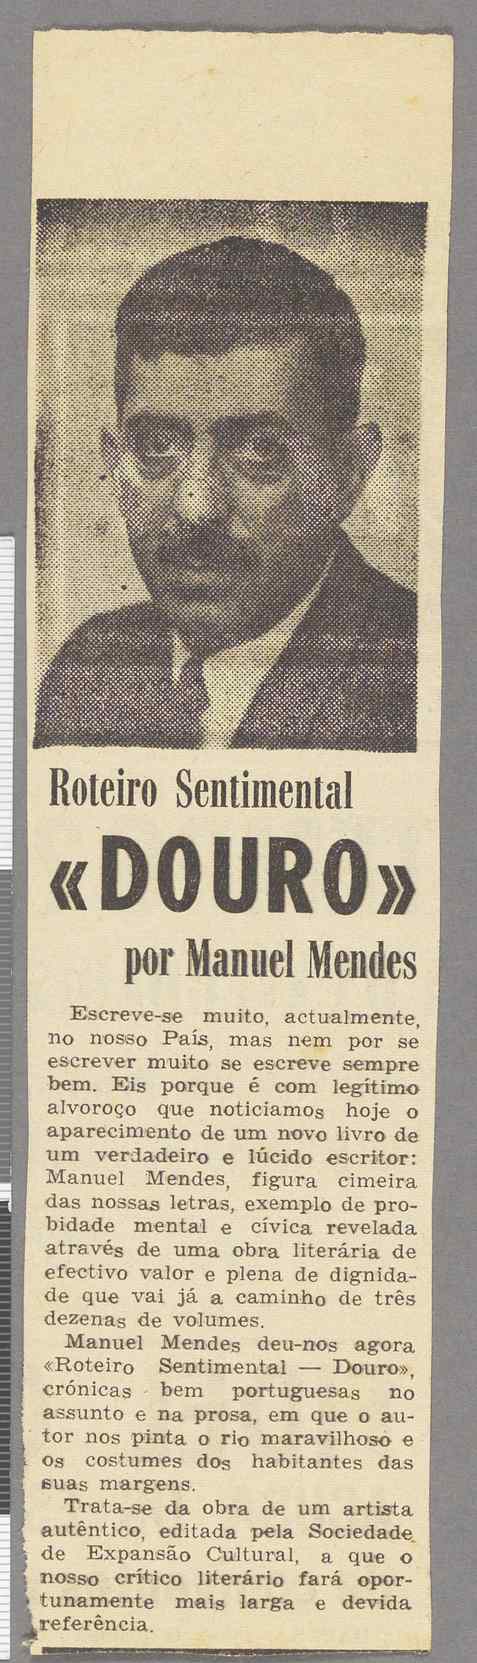 Roteiro Sentimental
«DOURO»
por Manuel Mendes
Escreve-se muito, actualmente,
no nosso País, mas nem por se
escrever muito se escreve sempre
bem. Eis porque é com legítimo
alvoroço que noticiamos hoje o
aparecimento de um novo livro de
um verdadeiro e lúcido escritor:
Manuel Mendes, figura cimeira
das nossas letras, exemplo de pro-
bidade mental e cívica revelada
através de uma obra literária de
efectivo valor e plena de dignida-
de que vai já a caminho de três
dezenas de volumes.
Manuel Mendes deu-nos agora
«Roteiro Sentimental — Douro»,
crónicas bem portuguesas no
assunto e na prosa, em que o au-
tor nos pinta o rio maravilhoso e
os costumes dos habitantes das
suas margens.
Trata-se da obra de um artista
autêntico, editada pela Sociedade
de Expansão Cultural, a que o
nosso crítico literário fará opor-
tunamente mais larga e devida
referência.